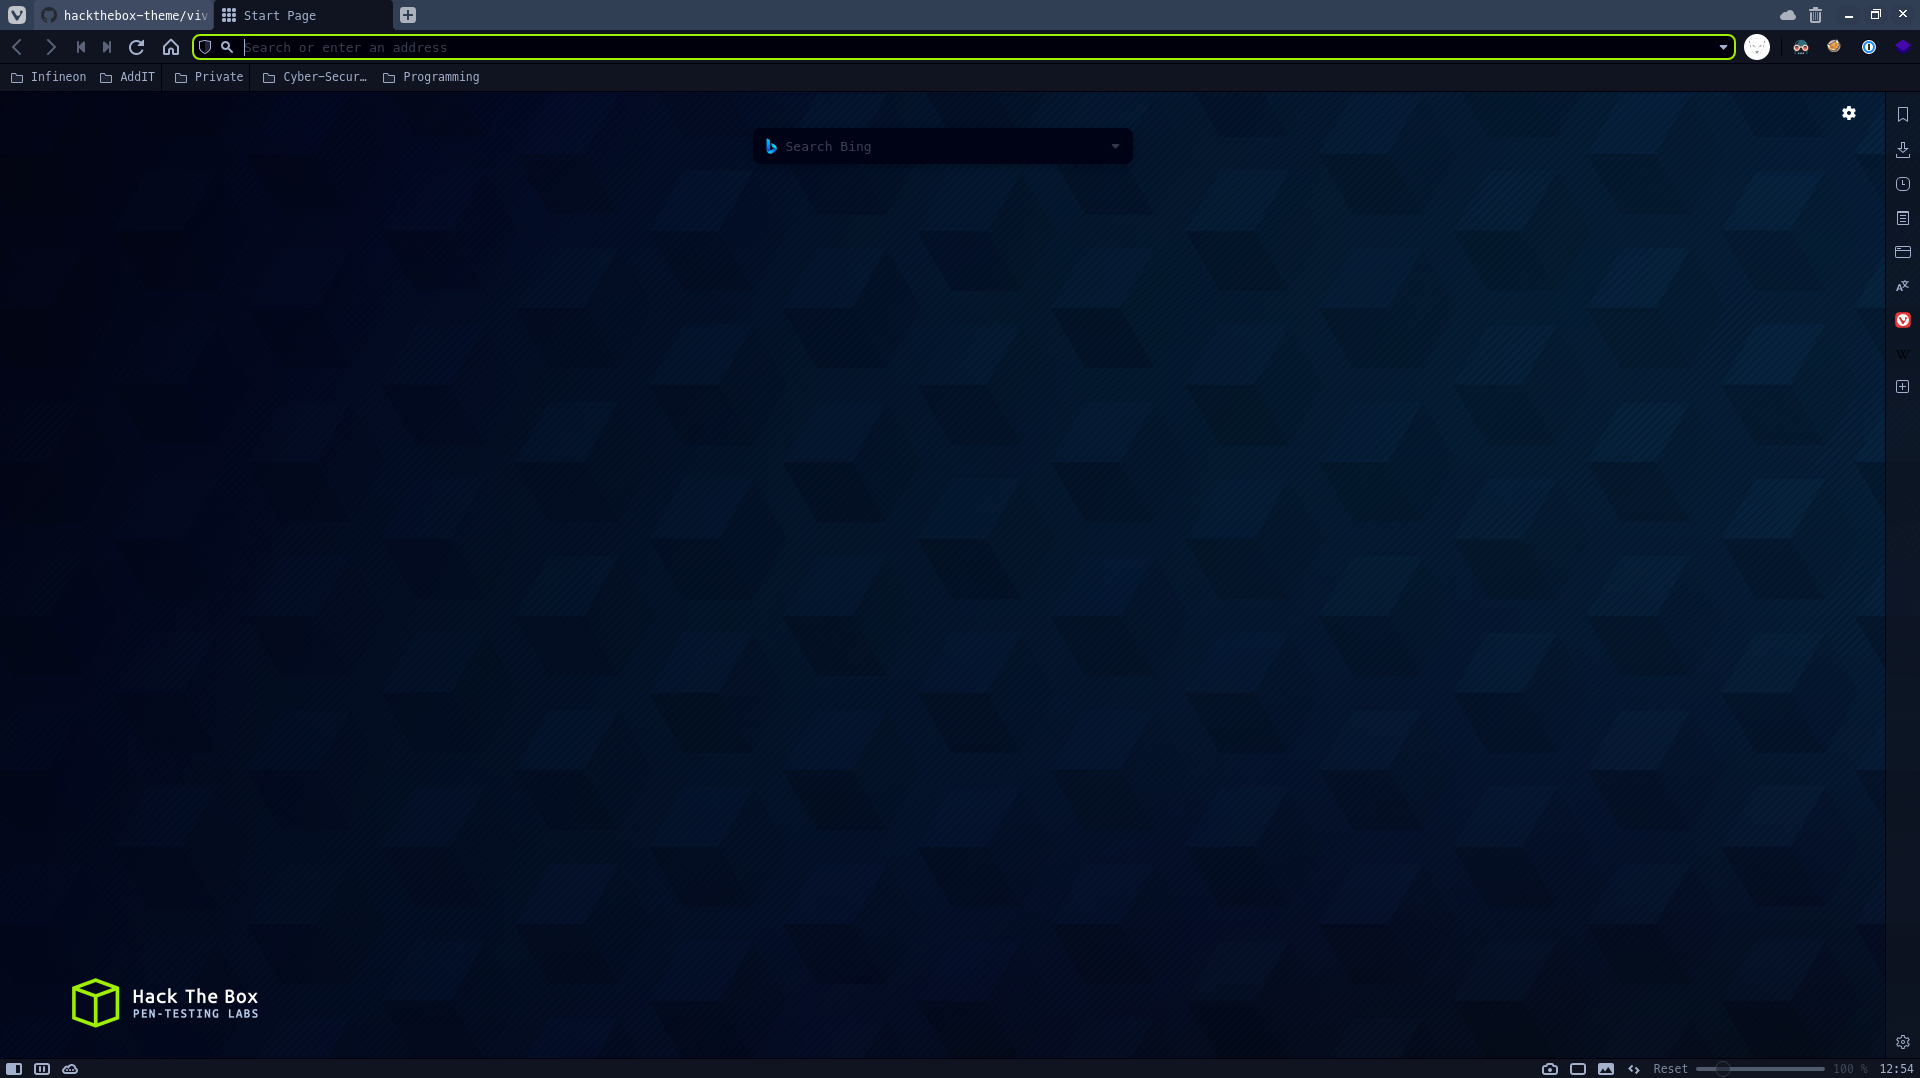 hackthebox-theme/viv
Start Page
Search or enter an address
Infineon
AddIT
Private
Cyber-Secur…
Programming
Search Bing
W
Hack The Box
PEN-TESTING LABS
Reset
100 %
12:54